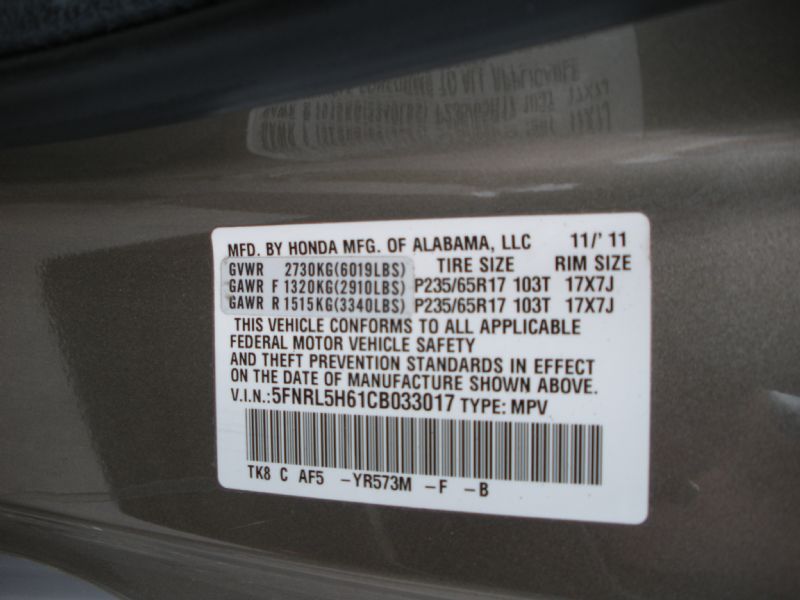 MFD. BY HONDA MFG. OF ALABAMA, LLC 11/'11
GVWR 2730KG(6019LBS) TIRE SIZE RIM SIZE
GAWR F 1320KG(2910LBS) P235/65R17 103T 17X7J
GAWR R 1515KG(3340LBS) P235/65R17 103T 17X7J
THIS VEHICLE CONFORMS TO ALL APPLICABLE
FEDERAL MOTOR VEHICLE SAFETY
AND THEFT PREVENTION STANDARDS IN EFFECT
ON THE DATE OF MANUFACTURE SHOWN ABOVE.
V.I.N.:5FNRL5H61CB033017 TYPE: MPV
TK8 C AF5 -YR573M -F -B